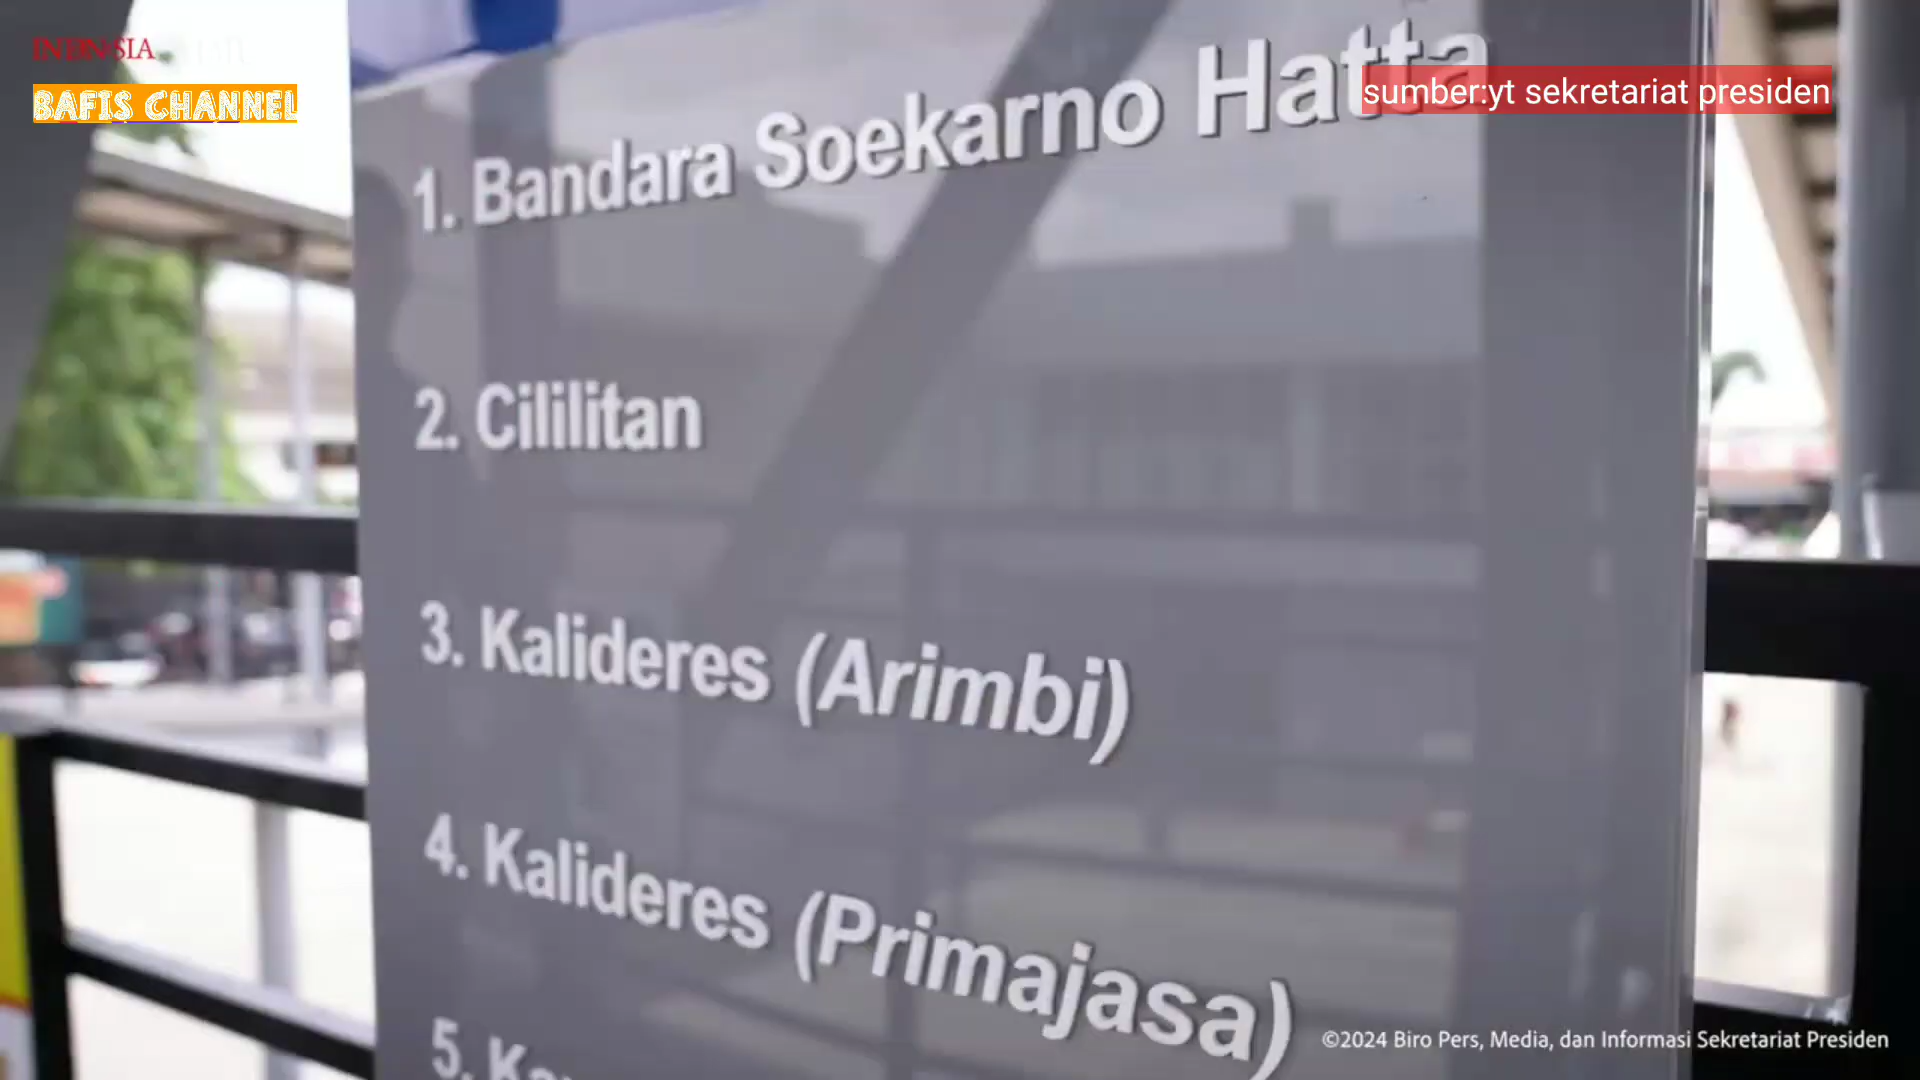 BAFIS CHANNEL
sumber:yt sekretariat presiden
1. Bandara Soekarno Hatta
2. Cililitan
3. Kalideres (Arimbi)
4. Kalideres (Primajasa)
5.
©2024 Biro Pers, Media, dan Informasi Sekretariat Presiden